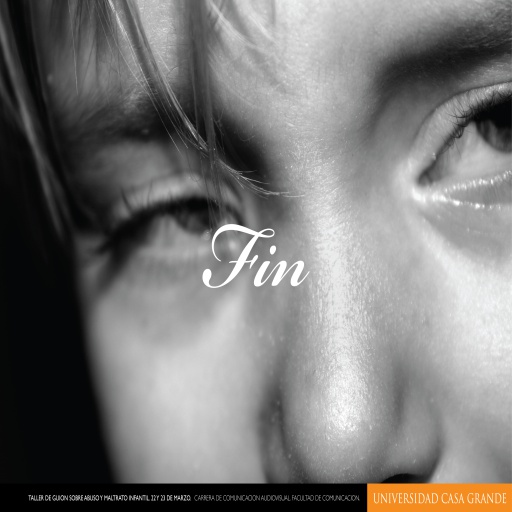 Fin
TALLER DE GUION SOBRE ABUSO Y MALTRATO INFANTIL. 22 Y 23 DE MARZO. CARRERA DE COMUNICACION AUDIOVISUAL. FACULTAD DE COMUNICACION. UNIVERSIDAD CASA GRANDE